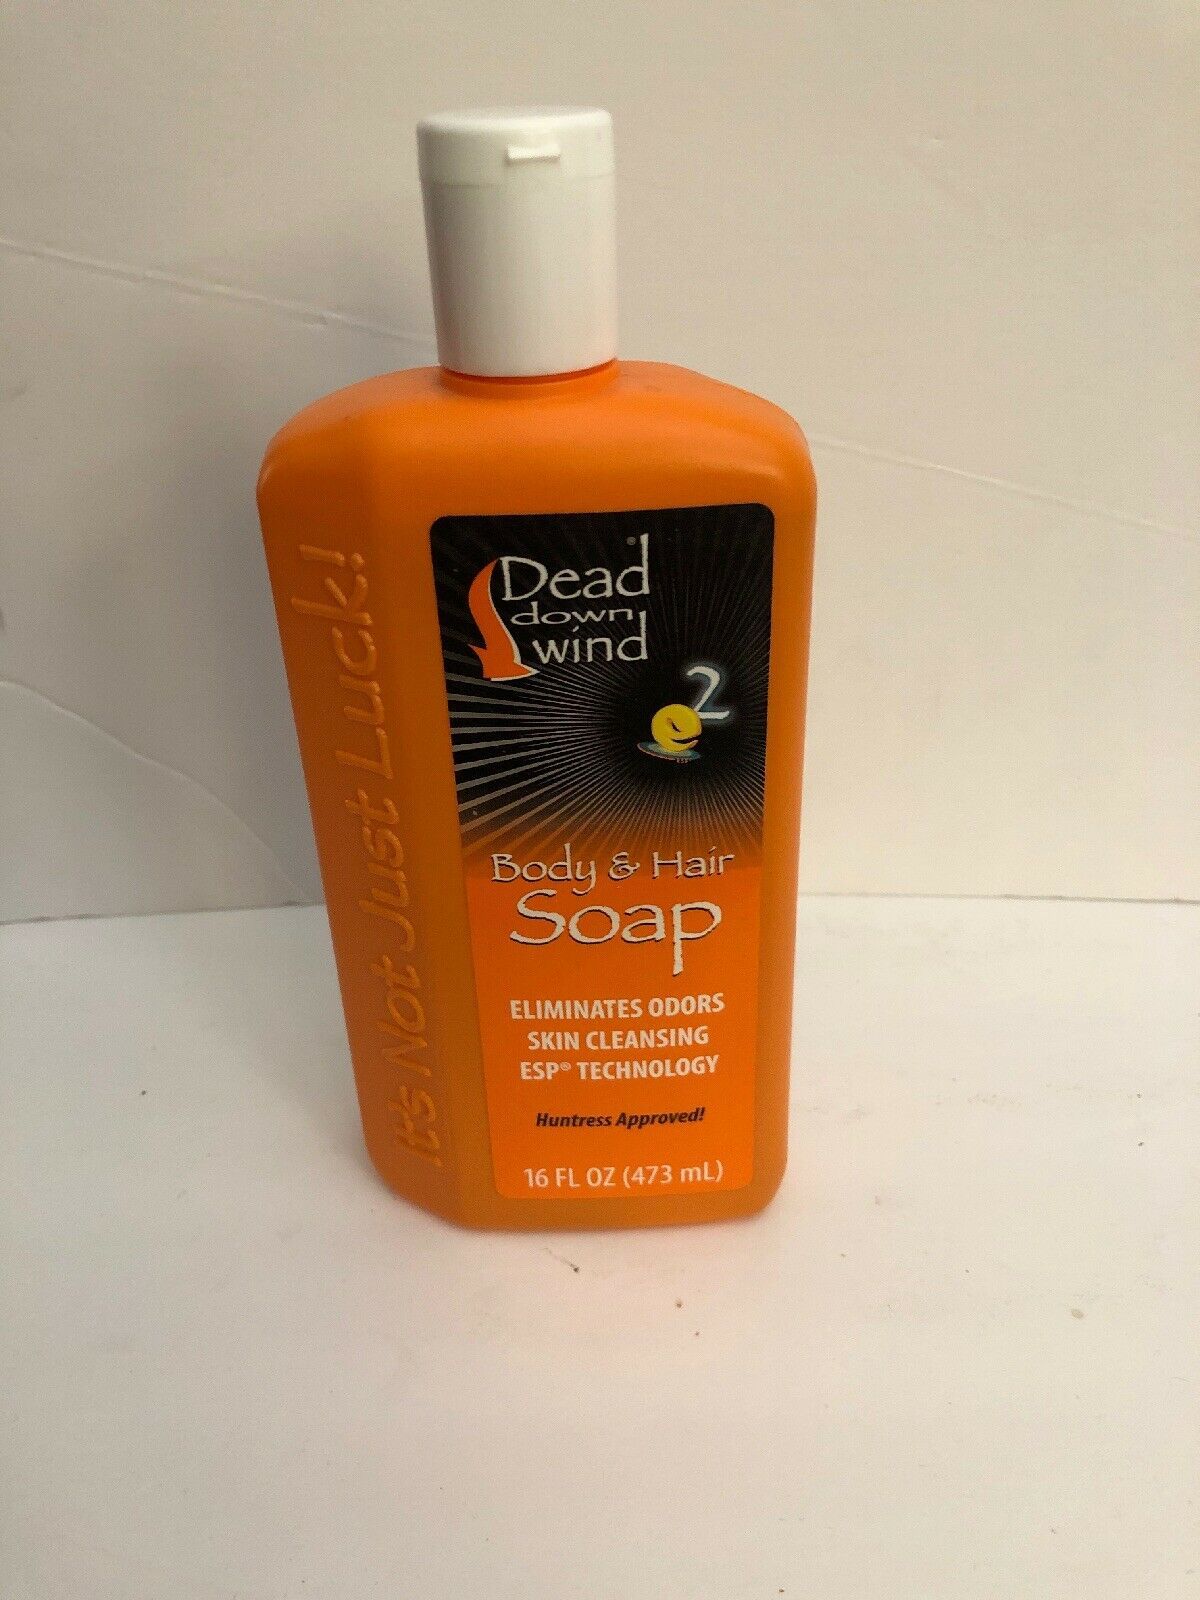 Dead®
down
wind
e2
ESP
Body & Hair
Soap
ELIMINATES ODORS
SKIN CLEANSING
ESP® TECHNOLOGY
Huntress Approved!
16 FL OZ (473 mL)
It's Not Just Luck!